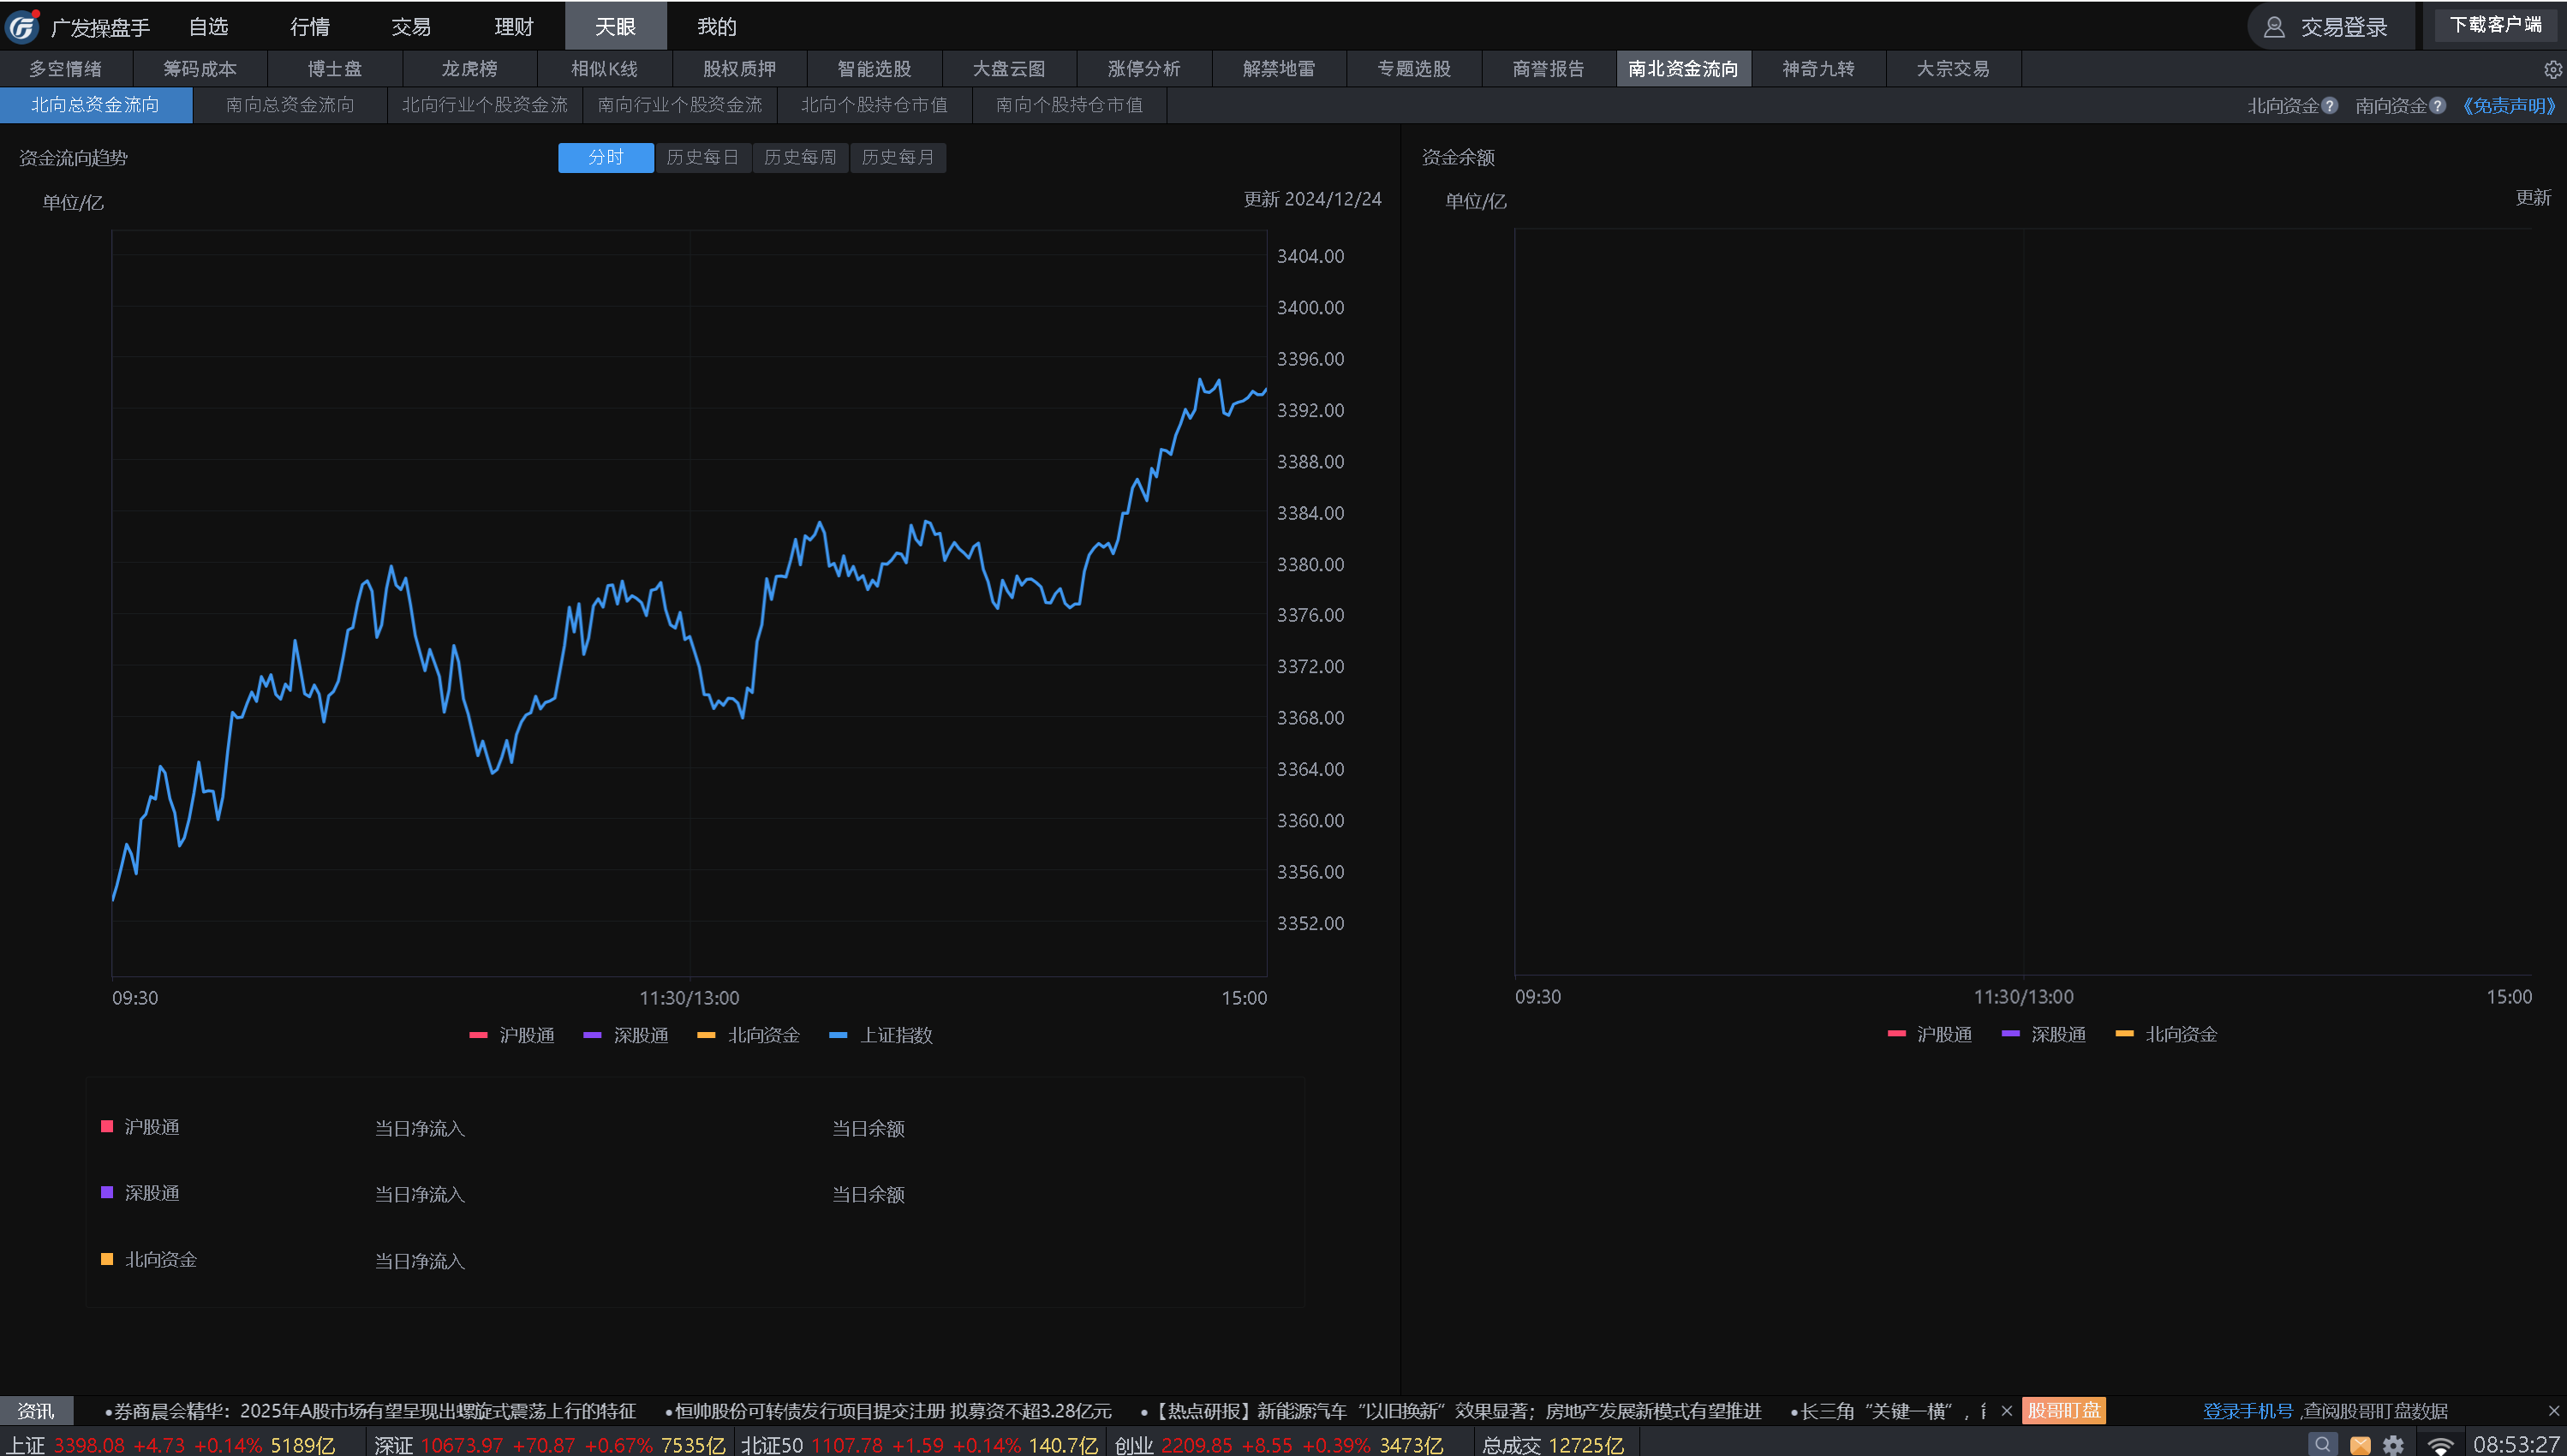 广发操盘手 自选 行情 交易 理财 天眼 我的 交易登录 下载客户端
多空情绪 筹码成本 博士盘 龙虎榜 相似K线 股权质押 智能选股 大盘云图 涨停分析 解禁地雷 专题选股 商誉报告 南北资金流向 神奇九转 大宗交易
北向总资金流向 南向总资金流向 北向行业个股资金流 南向行业个股资金流 北向个股持仓市值 南向个股持仓市值 北向资金? 南向资金? 《免责声明》
资金流向趋势 分时 历史每日 历史每周 历史每月
单位/亿 更新 2024/12/24
3404.00
3400.00
3396.00
3392.00
3388.00
3384.00
3380.00
3376.00
3372.00
3368.00
3364.00
3360.00
3356.00
3352.00
09:30 11:30/13:00 15:00
沪股通 深股通 北向资金 上证指数
沪股通 当日净流入 当日余额
深股通 当日净流入 当日余额
北向资金 当日净流入
资金余额
单位/亿 更新
09:30 11:30/13:00 15:00
沪股通 深股通 北向资金
资讯 •券商晨会精华：2025年A股市场有望呈现出螺旋式震荡上行的特征 •恒帅股份可转债发行项目提交注册 拟募资不超3.28亿元 •【热点研报】新能源汽车“以旧换新”效果显著；房地产发展新模式有望推进 •长三角“关键一横”， 股哥盯盘 登录手机号 ,查阅股哥盯盘数据
上证 3398.08 +4.73 +0.14% 5189亿 深证 10673.97 +70.87 +0.67% 7535亿 北证50 1107.78 +1.59 +0.14% 140.7亿 创业 2209.85 +8.55 +0.39% 3473亿 总成交 12725亿 08:53:27